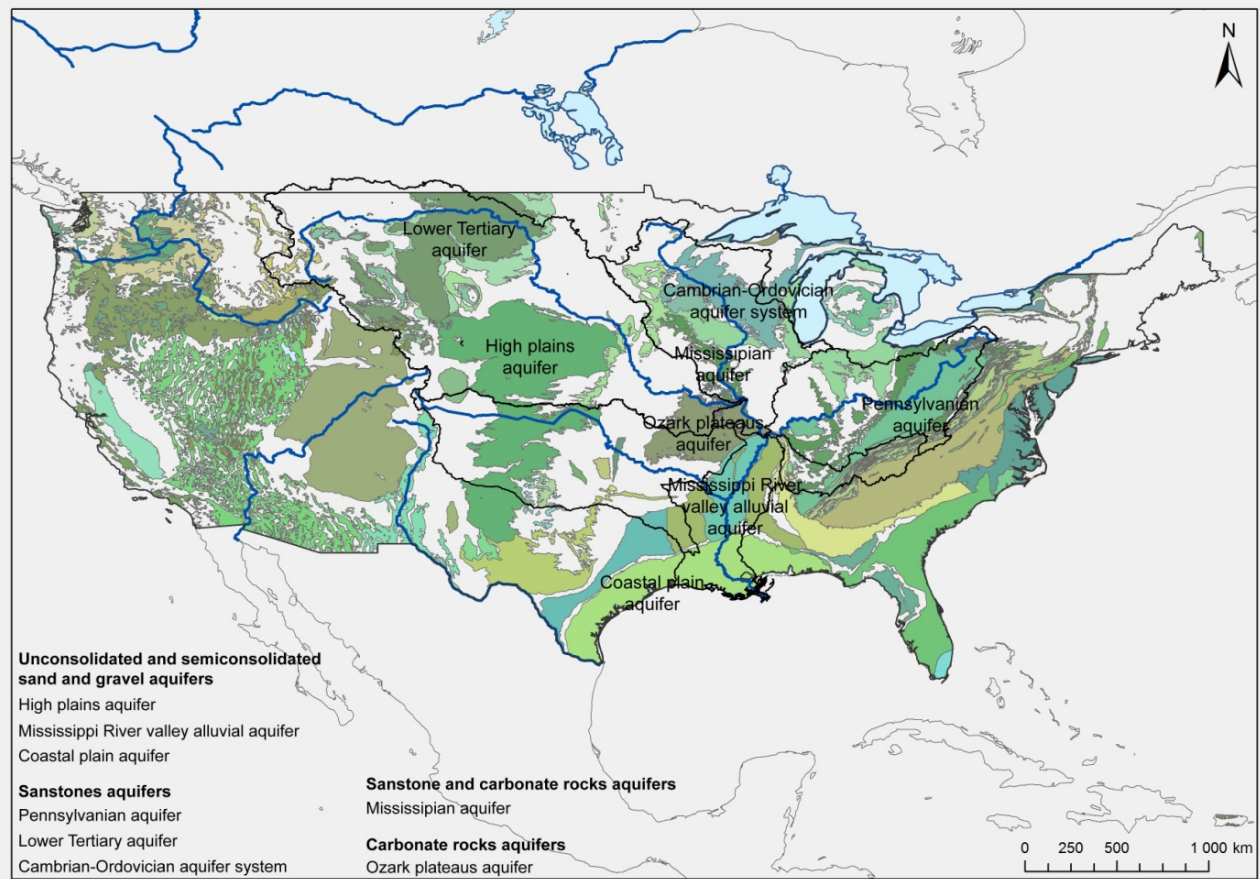 N
Lower Tertiary
aquifer
Cambrian-Ordovician
aquifer system
High plains
aquifer
Mississipian
aquifer
Ozark plateaus
aquifer
Pennsylvanian
aquifer
Mississippi River
valley alluvial
aquifer
Coastal plain
aquifer
Unconsolidated and semiconsolidated
sand and gravel aquifers
High plains aquifer
Mississippi River valley alluvial aquifer
Coastal plain aquifer
Sanstones aquifers
Pennsylvanian aquifer
Lower Tertiary aquifer
Cambrian-Ordovician aquifer system
Sanstone and carbonate rocks aquifers
Mississipian aquifer
Carbonate rocks aquifers
Ozark plateaus aquifer
0 250 500 1 000 km